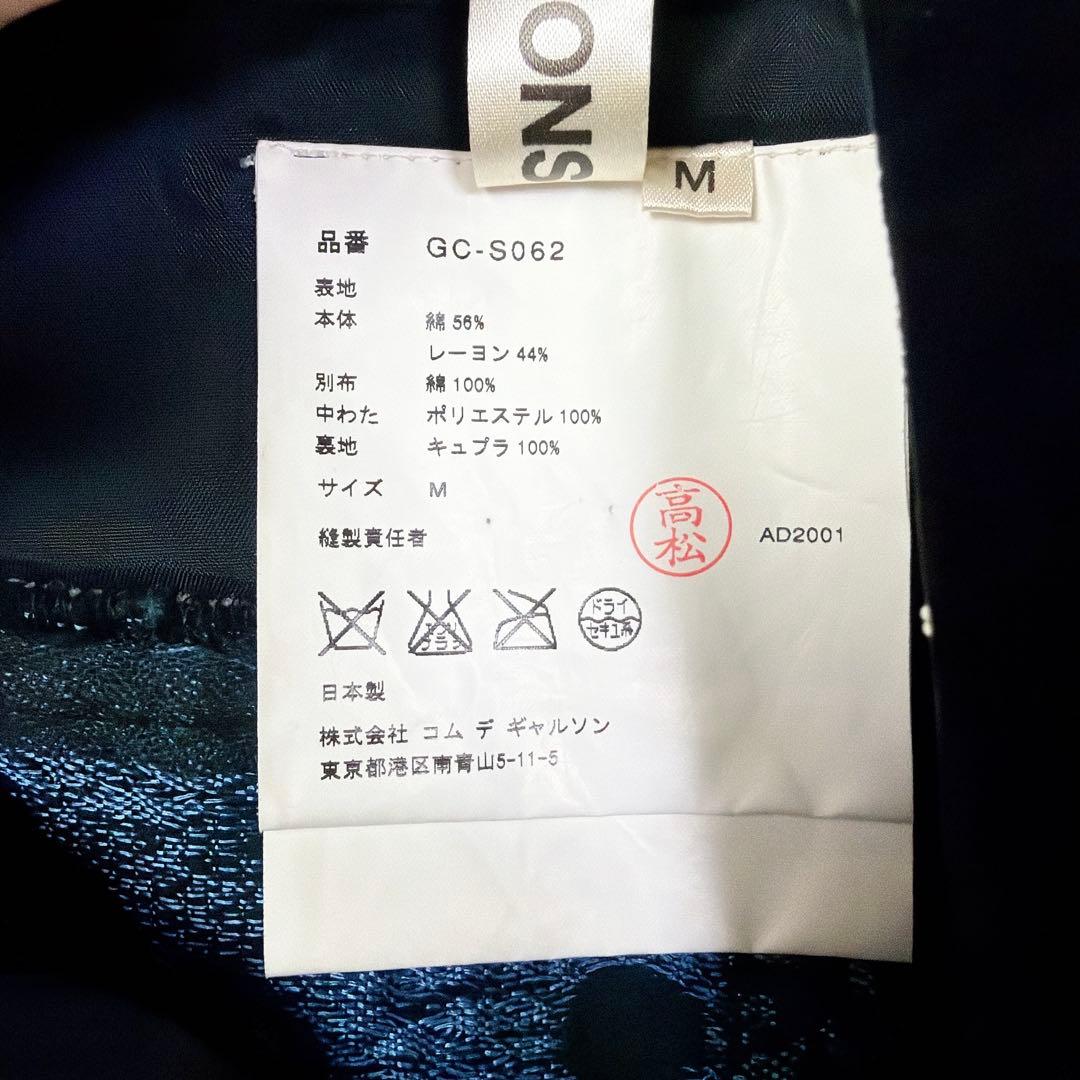 ONS
M
品番 GC-S062
表地
本体 綿 56%
レーヨン 44%
別布 綿 100%
中わた ポリエステル 100%
裏地 キュプラ 100%
サイズ M
縫製責任者 高松 AD2001
ドライ
セキユ系
日本製
株式会社 コム デ ギャルソン
東京都港区南青山5-11-5